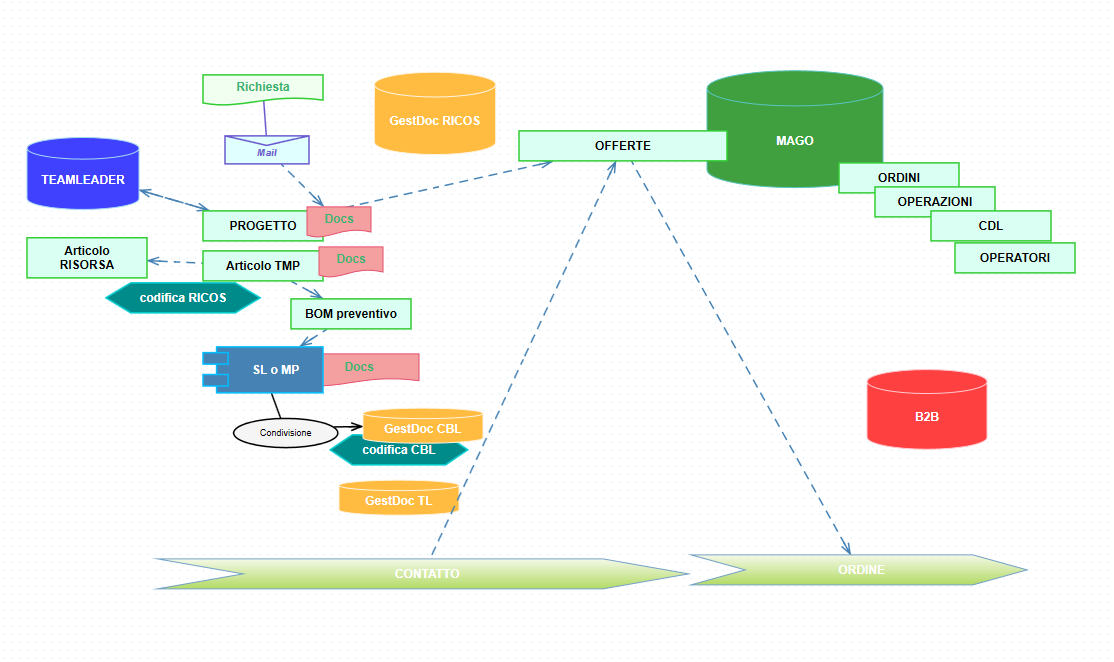 Richiesta
GestDoc RICOS
Mail
OFFERTE
MAGO
TEAMLEADER
ORDINI
OPERAZIONI
PROGETTO
Docs
CDL
Articolo
RISORSA
Articolo TMP
Docs
OPERATORI
codifica RICOS
BOM preventivo
SL o MP
Docs
B2B
Condivisione
GestDoc CBL
codifica CBL
GestDoc TL
CONTATTO
ORDINE